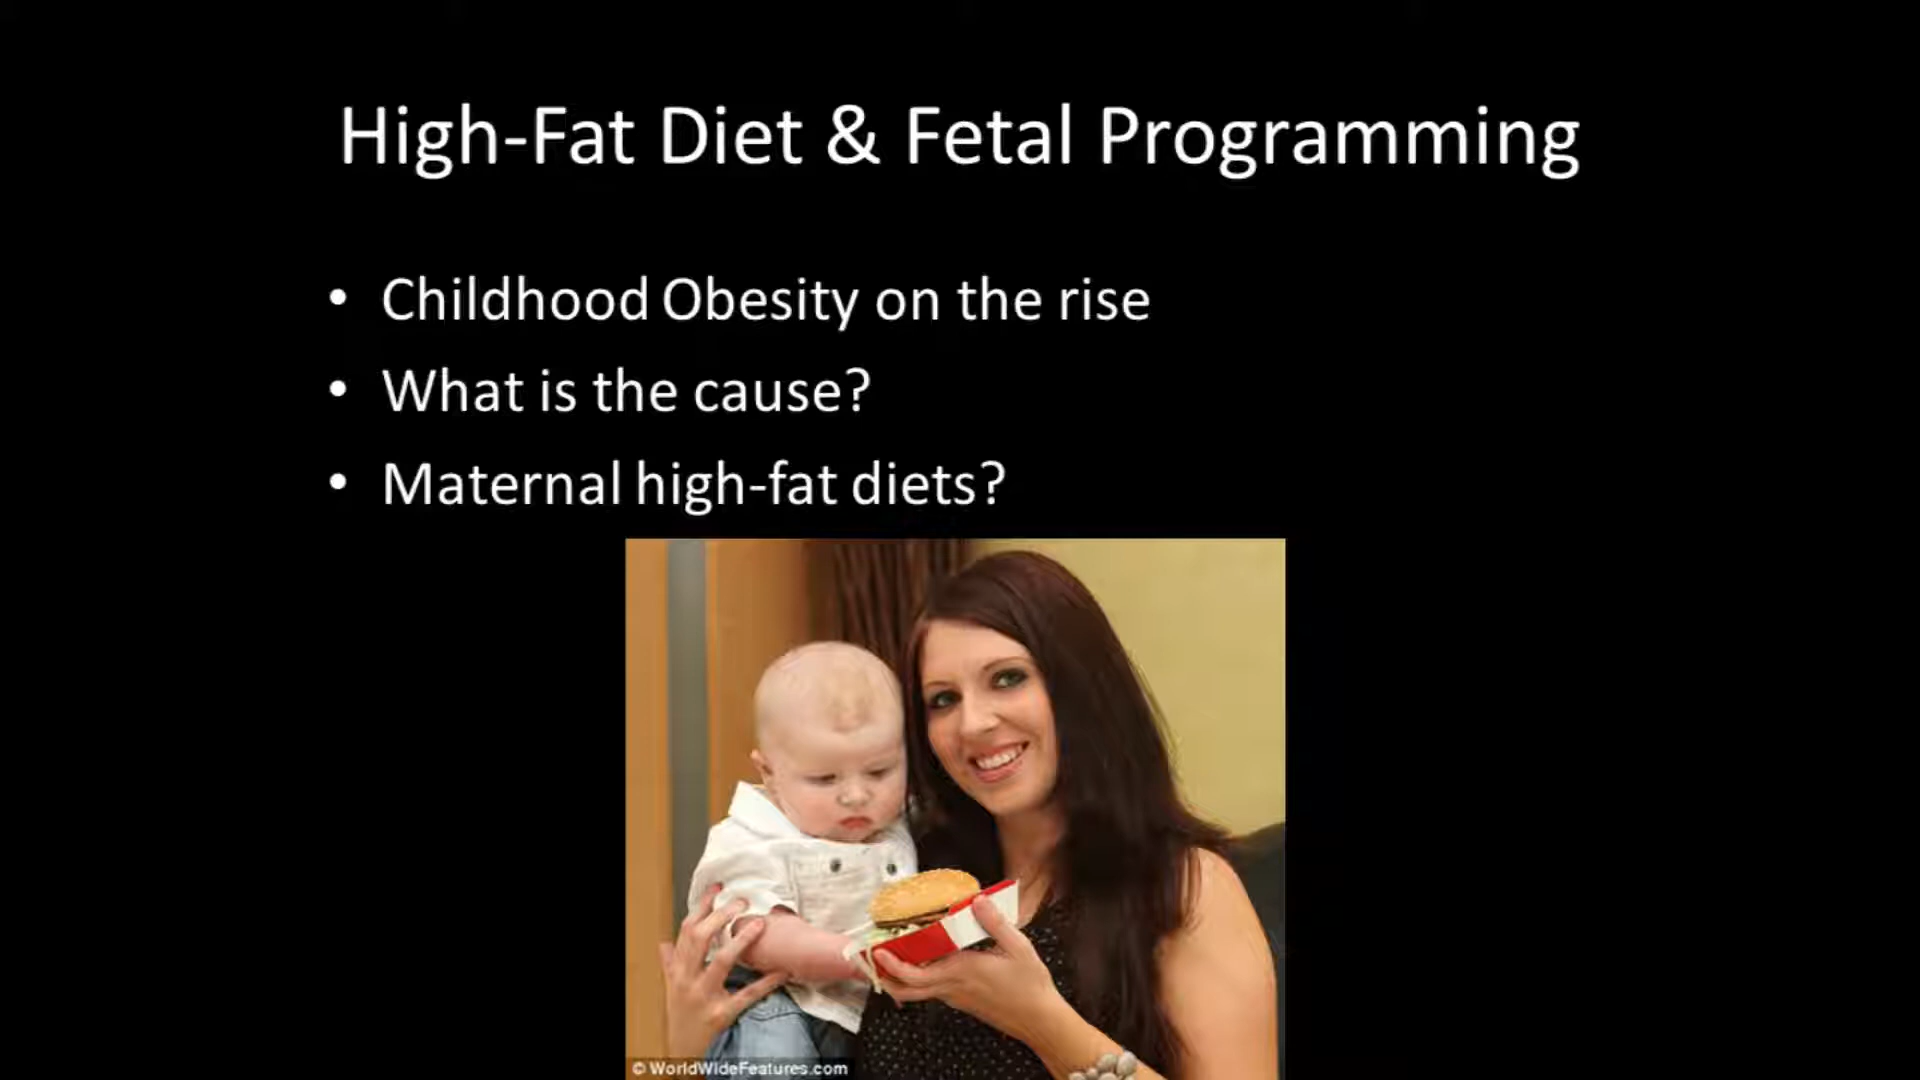 High-Fat Diet & Fetal Programming
• Childhood Obesity on the rise
• What is the cause?
• Maternal high-fat diets?
© WorldWideFeatures.com